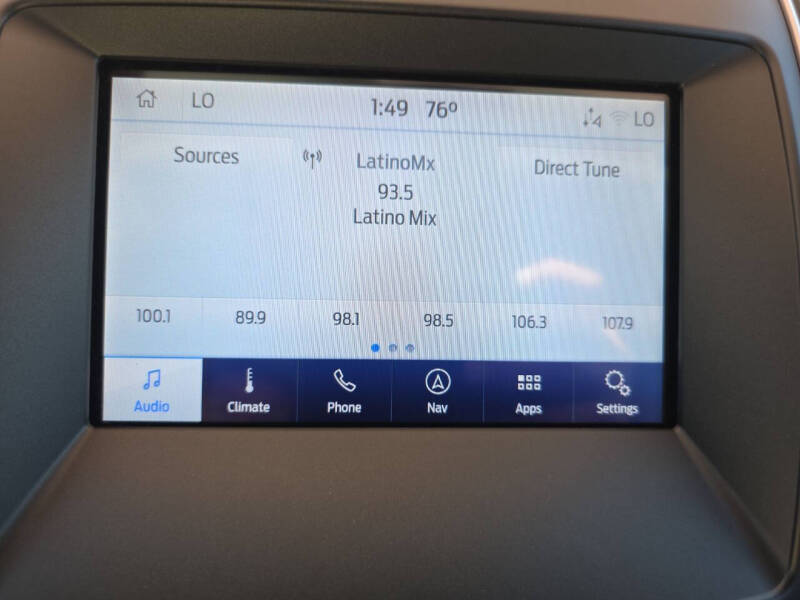 LO 1:49 76° LO
Sources LatinoMx Direct Tune
93.5
Latino Mix
100.1 89.9 98.1 98.5 106.3 107.9
Audio Climate Phone Nav Apps Settings